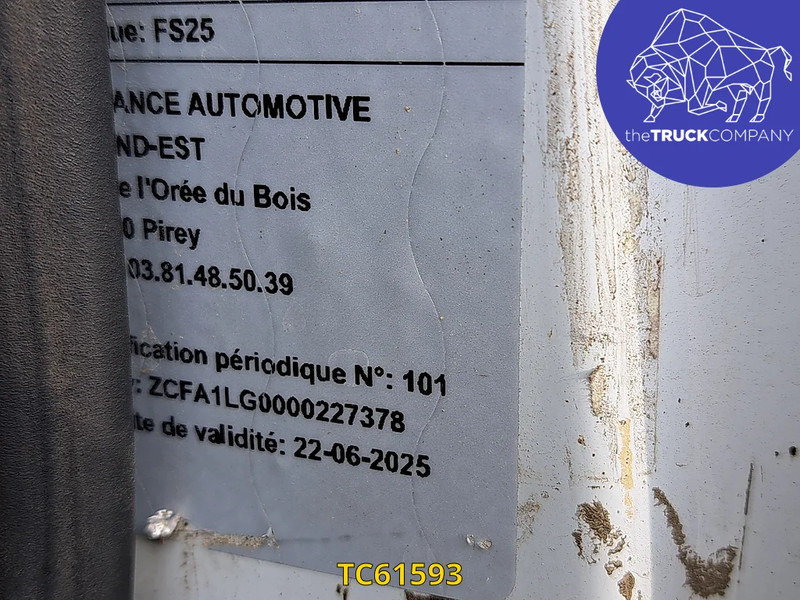 ue: FS25
ANCE AUTOMOTIVE
ND-EST
e l'Orée du Bois
0 Pirey
03.81.48.50.39
fication périodique N°: 101
: ZCFA1LG0000227378
te de validité: 22-06-2025
theTRUCKCOMPANY
TC61593